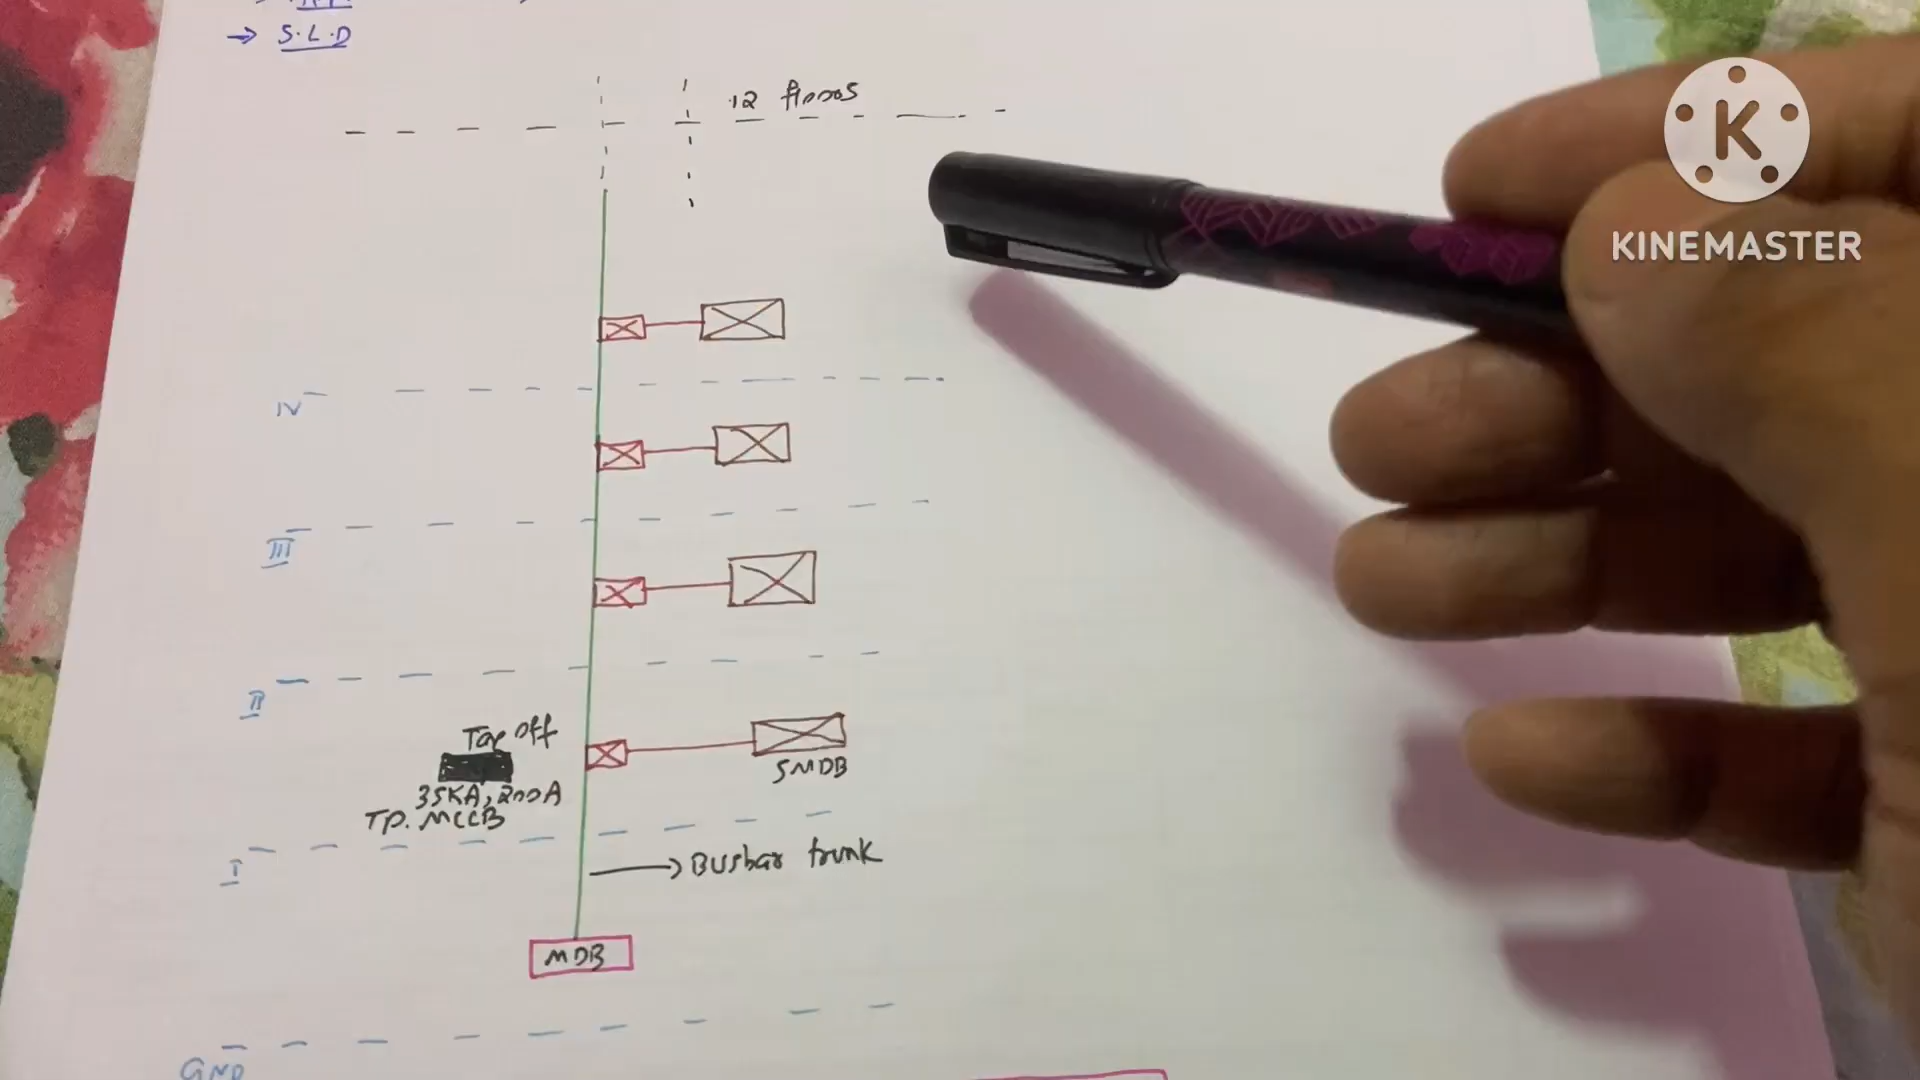 → S.L.D
12 floors
IV
III
II
Tap off
35KA, 200A
TP. MCCB
SMDB
I
→ Busbar trunk
MDB
GND
K
KINEMASTER